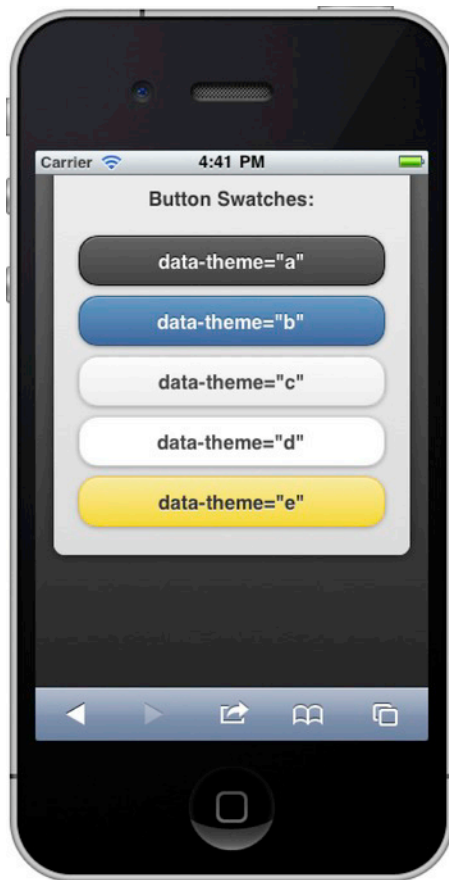 Carrier 4:41 PM
Button Swatches:
data-theme="a"
data-theme="b"
data-theme="c"
data-theme="d"
data-theme="e"